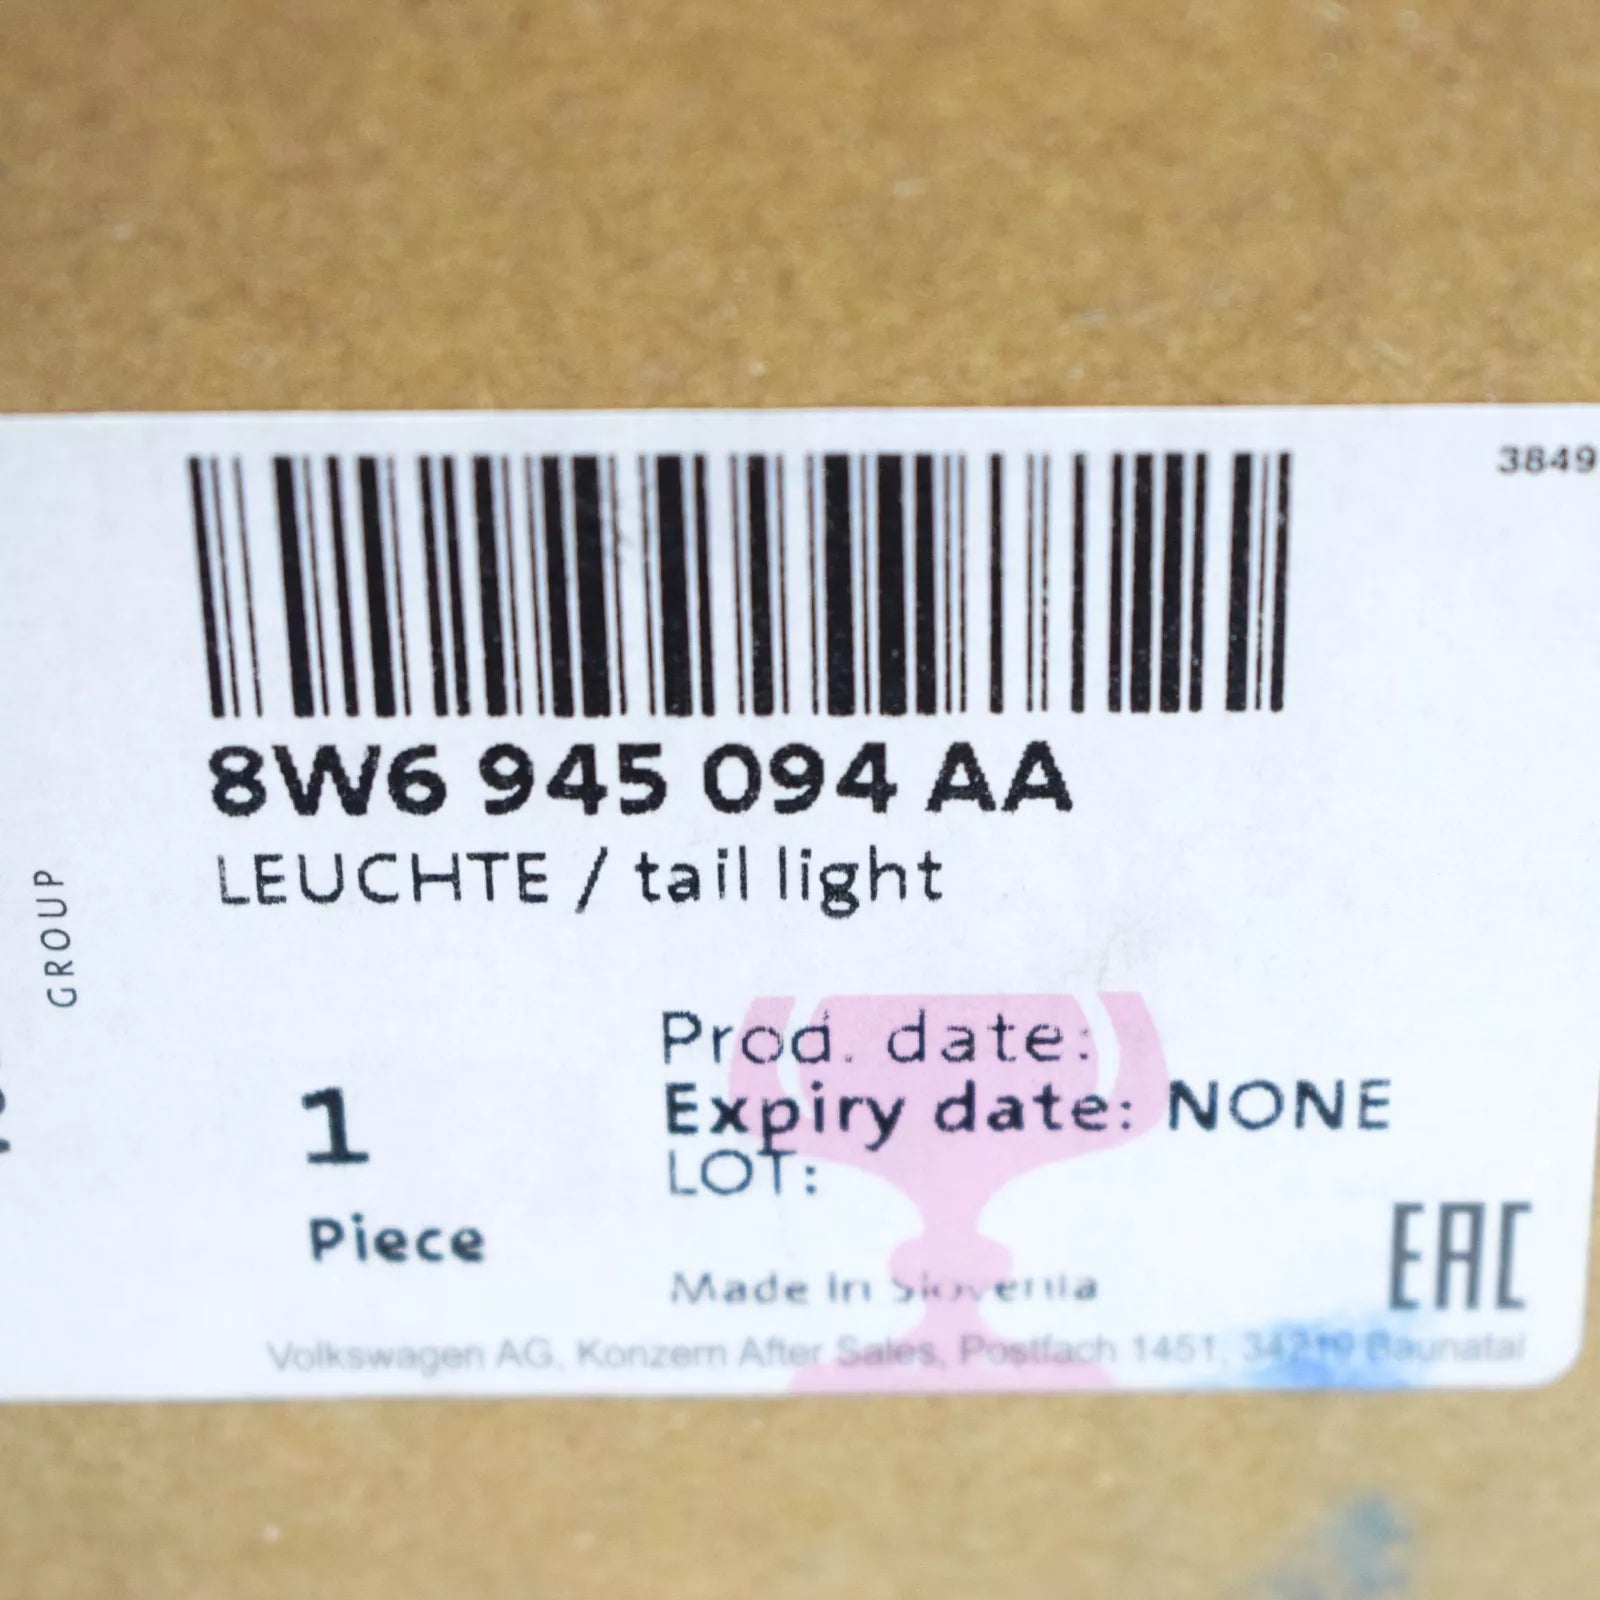 3849
8W6 945 094 AA
LEUCHTE / tail light
GROUP
Prod. date:
Expiry date: NONE
LOT:
1
Piece
Made in Slovenia
EAC
Volkswagen AG, Konzern After Sales, Postfach 1451, 34219 Baunatal